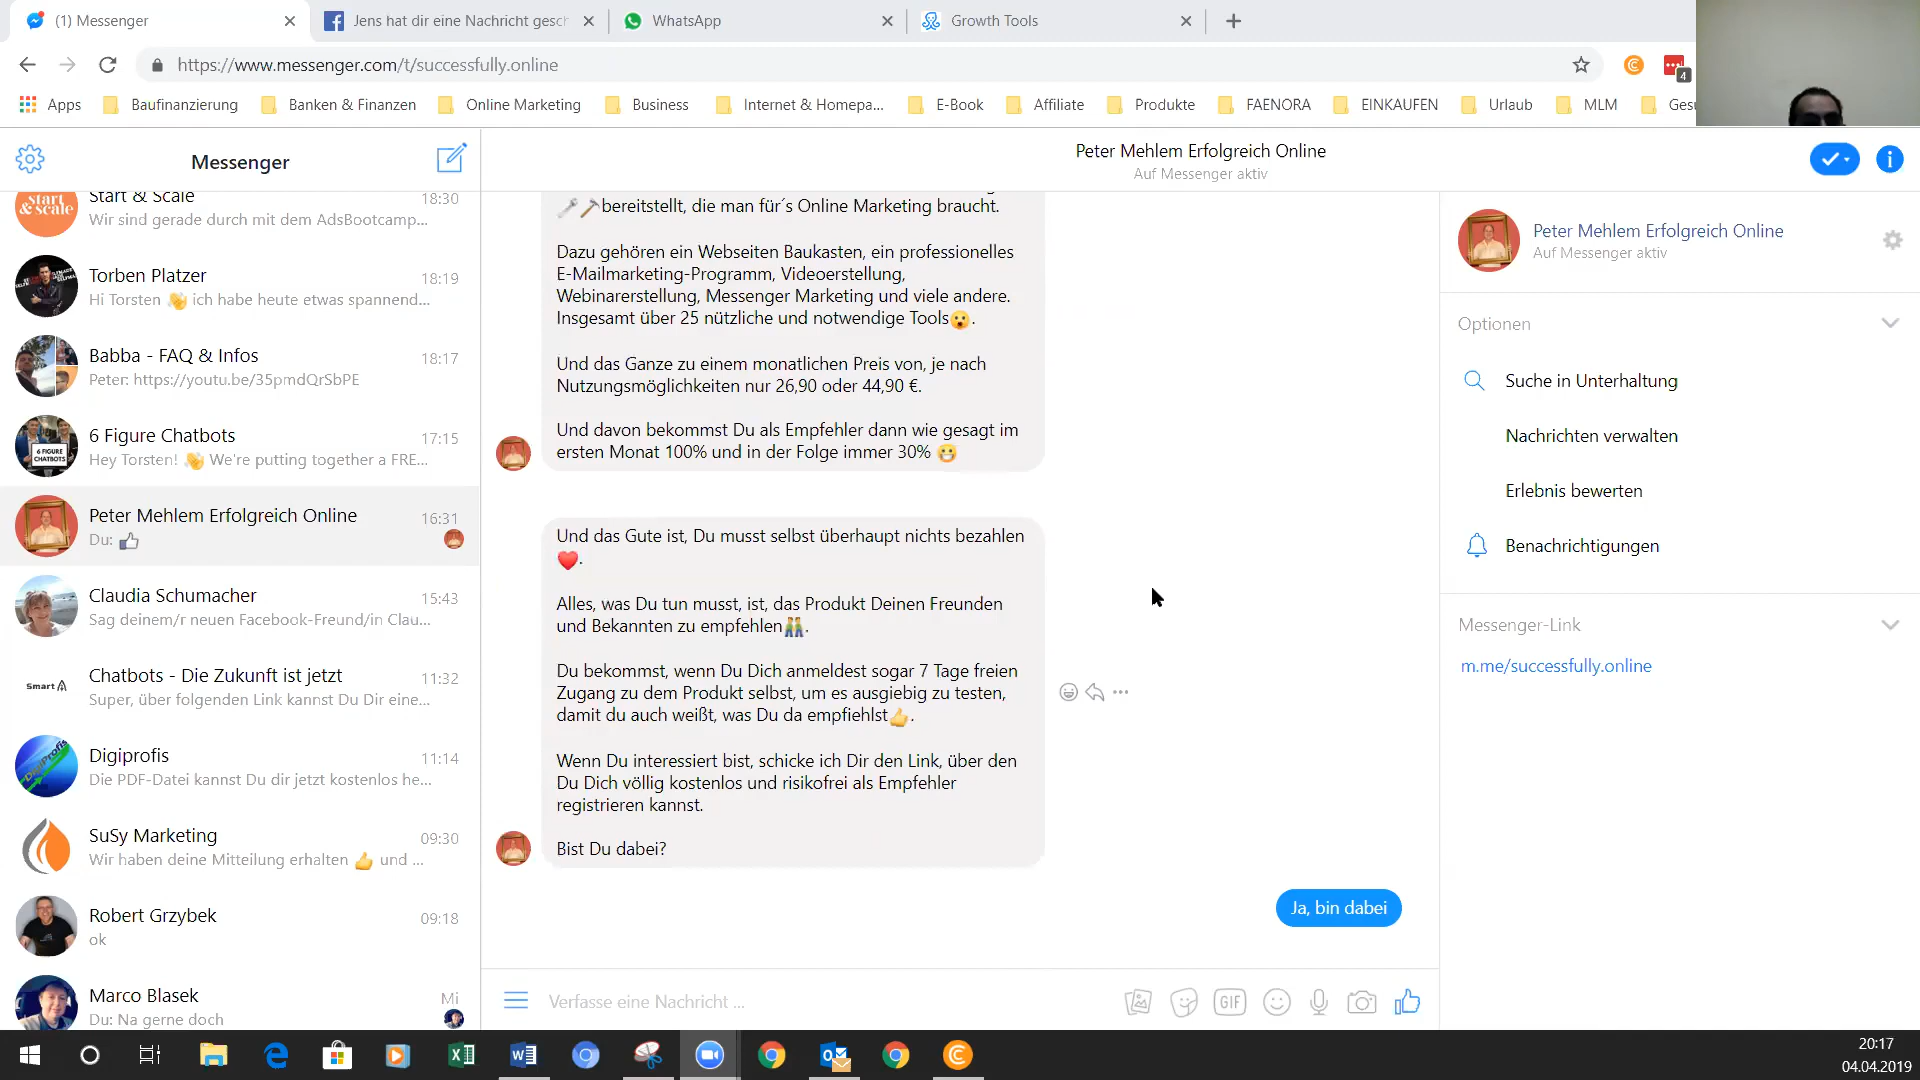 (1) Messenger
Jens hat dir eine Nachricht gesch
WhatsApp
Growth Tools
https://www.messenger.com/t/successfully.online
4
Apps
Baufinanzierung
Banken & Finanzen
Online Marketing
Business
Internet & Homepa...
E-Book
Affiliate
Produkte
FAENORA
EINKAUFEN
Urlaub
MLM
Gesu
Messenger
Peter Mehlem Erfolgreich Online
Auf Messenger aktiv
start & scale
Start & Scale
18:30
Wir sind gerade durch mit dem AdsBootcamp...
Torben Platzer
18:19
Hi Torsten 👋 ich habe heute etwas spannend...
Babba - FAQ & Infos
18:17
Peter: https://youtu.be/35pmdQrSbPE
6 FIGURE CHATBOTS
6 Figure Chatbots
17:15
Hey Torsten! 👋 We're putting together a FRE...
Peter Mehlem Erfolgreich Online
16:31
Du: 👍
Claudia Schumacher
15:43
Sag deinem/r neuen Facebook-Freund/in Clau...
Smart A
Chatbots - Die Zukunft ist jetzt
11:32
Super, über folgenden Link kannst Du Dir eine...
DigiProfis
Digiprofis
11:14
Die PDF-Datei kannst Du dir jetzt kostenlos he...
SuSy Marketing
09:30
Wir haben deine Mitteilung erhalten 👍 und ...
Robert Grzybek
09:18
ok
Marco Blasek
Mi
Du: Na gerne doch
🔧🔨bereitstellt, die man für´s Online Marketing braucht.
Dazu gehören ein Webseiten Baukasten, ein professionelles
E-Mailmarketing-Programm, Videoerstellung,
Webinarerstellung, Messenger Marketing und viele andere.
Insgesamt über 25 nützliche und notwendige Tools😮.
Und das Ganze zu einem monatlichen Preis von, je nach
Nutzungsmöglichkeiten nur 26,90 oder 44,90 €.
Und davon bekommst Du als Empfehler dann wie gesagt im
ersten Monat 100% und in der Folge immer 30% 😁
Und das Gute ist, Du musst selbst überhaupt nichts bezahlen
❤️.
Alles, was Du tun musst, ist, das Produkt Deinen Freunden
und Bekannten zu empfehlen👬.
Du bekommst, wenn Du Dich anmeldest sogar 7 Tage freien
Zugang zu dem Produkt selbst, um es ausgiebig zu testen,
damit du auch weißt, was Du da empfiehlst👍.
Wenn Du interessiert bist, schicke ich Dir den Link, über den
Du Dich völlig kostenlos und risikofrei als Empfehler
registrieren kannst.
Bist Du dabei?
Ja, bin dabei
Verfasse eine Nachricht ...
GIF
Peter Mehlem Erfolgreich Online
Auf Messenger aktiv
Optionen
Suche in Unterhaltung
Nachrichten verwalten
Erlebnis bewerten
Benachrichtigungen
Messenger-Link
m.me/successfully.online
20:17
04.04.2019